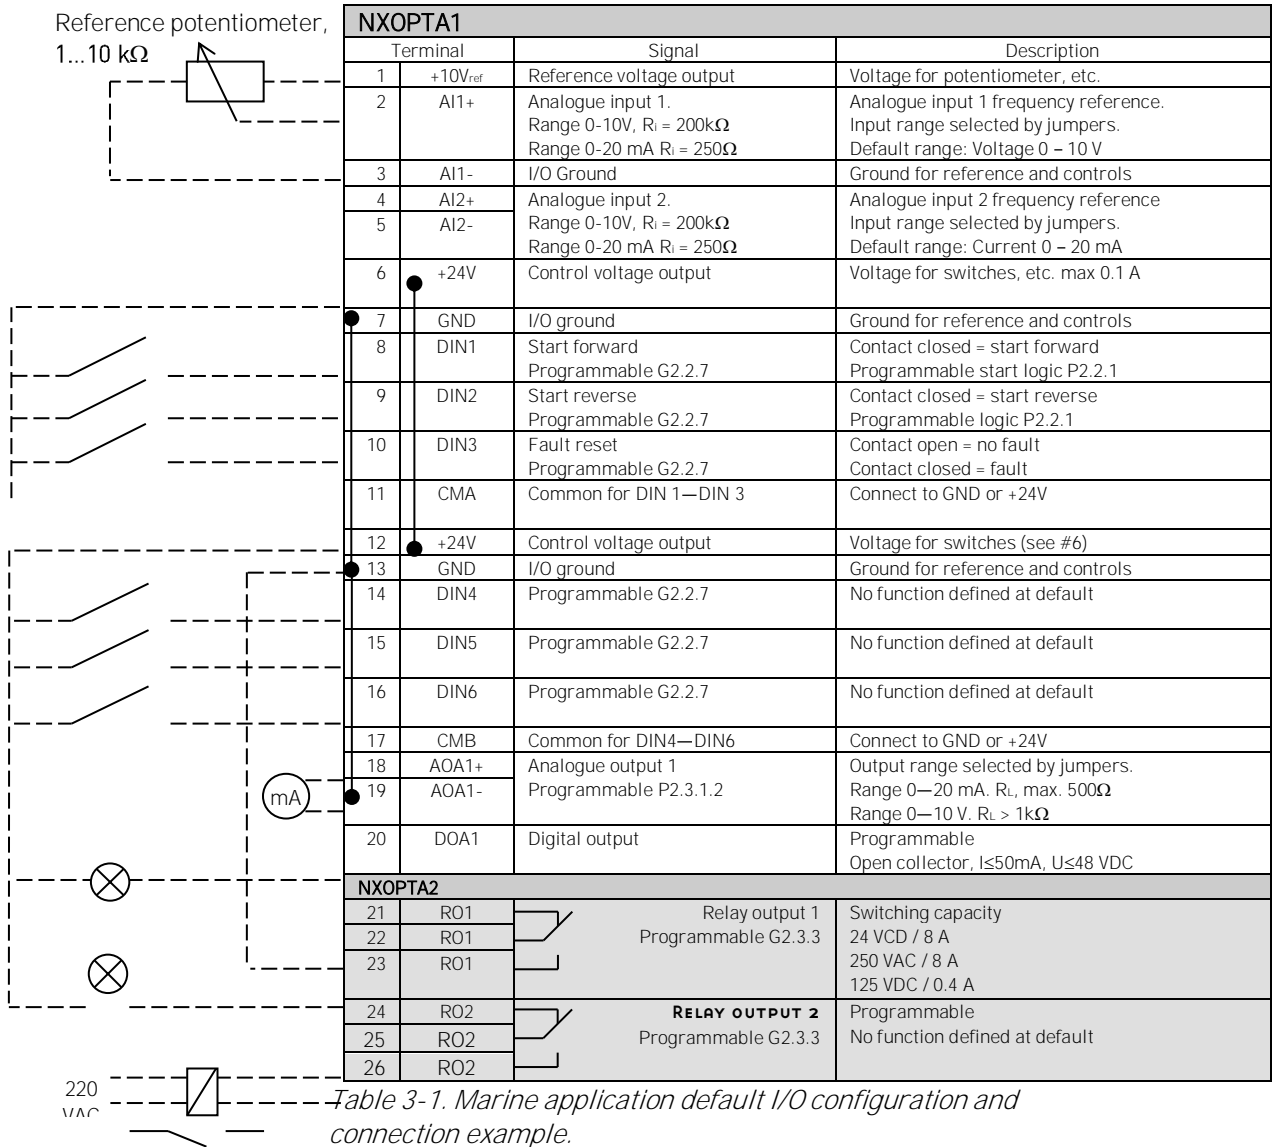 Reference potentiometer,
1...10 kΩ
NXOPTA1
Terminal Signal Description
1 +10Vref Reference voltage output Voltage for potentiometer, etc.
2 AI1+ Analogue input 1. Analogue input 1 frequency reference.
Range 0-10V, Ri = 200kΩ Input range selected by jumpers.
Range 0-20 mA Ri = 250Ω Default range: Voltage 0 – 10 V
3 AI1- I/O Ground Ground for reference and controls
4 AI2+ Analogue input 2. Analogue input 2 frequency reference
5 AI2- Range 0-10V, Ri = 200kΩ Input range selected by jumpers.
Range 0-20 mA Ri = 250Ω Default range: Current 0 – 20 mA
6 +24V Control voltage output Voltage for switches, etc. max 0.1 A
7 GND I/O ground Ground for reference and controls
8 DIN1 Start forward Contact closed = start forward
Programmable G2.2.7 Programmable start logic P2.2.1
9 DIN2 Start reverse Contact closed = start reverse
Programmable G2.2.7 Programmable logic P2.2.1
10 DIN3 Fault reset Contact open = no fault
Programmable G2.2.7 Contact closed = fault
11 CMA Common for DIN 1—DIN 3 Connect to GND or +24V
12 +24V Control voltage output Voltage for switches (see #6)
13 GND I/O ground Ground for reference and controls
14 DIN4 Programmable G2.2.7 No function defined at default
15 DIN5 Programmable G2.2.7 No function defined at default
16 DIN6 Programmable G2.2.7 No function defined at default
17 CMB Common for DIN4—DIN6 Connect to GND or +24V
18 AOA1+ Analogue output 1 Output range selected by jumpers.
mA 19 AOA1- Programmable P2.3.1.2 Range 0—20 mA. RL, max. 500Ω
Range 0—10 V. RL > 1kΩ
20 DOA1 Digital output Programmable
Open collector, I≤50mA, U≤48 VDC
NXOPTA2
21 RO1 Relay output 1 Switching capacity
22 RO1 Programmable G2.3.3 24 VCD / 8 A
23 RO1 250 VAC / 8 A
125 VDC / 0.4 A
24 RO2 RELAY OUTPUT 2 Programmable
25 RO2 Programmable G2.3.3 No function defined at default
26 RO2
220
VAC
Table 3-1. Marine application default I/O configuration and
connection example.